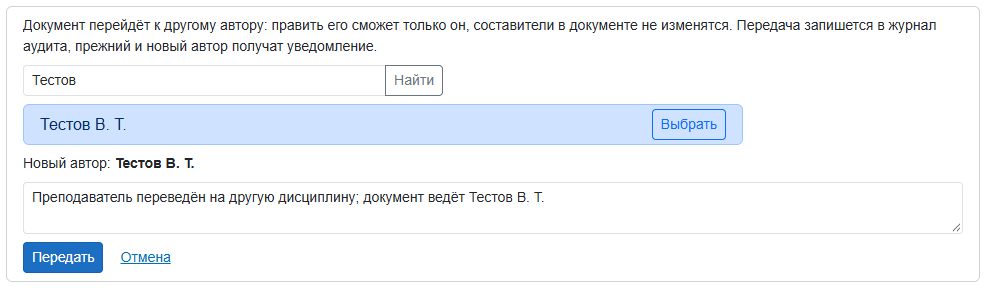 Документ перейдёт к другому автору: править его сможет только он, составители в документе не изменятся. Передача запишется в журнал
аудита, прежний и новый автор получат уведомление.
Тестов Найти
Тестов В. Т. Выбрать
Новый автор: Тестов В. Т.
Преподаватель переведён на другую дисциплину; документ ведёт Тестов В. Т.
Передать Отмена